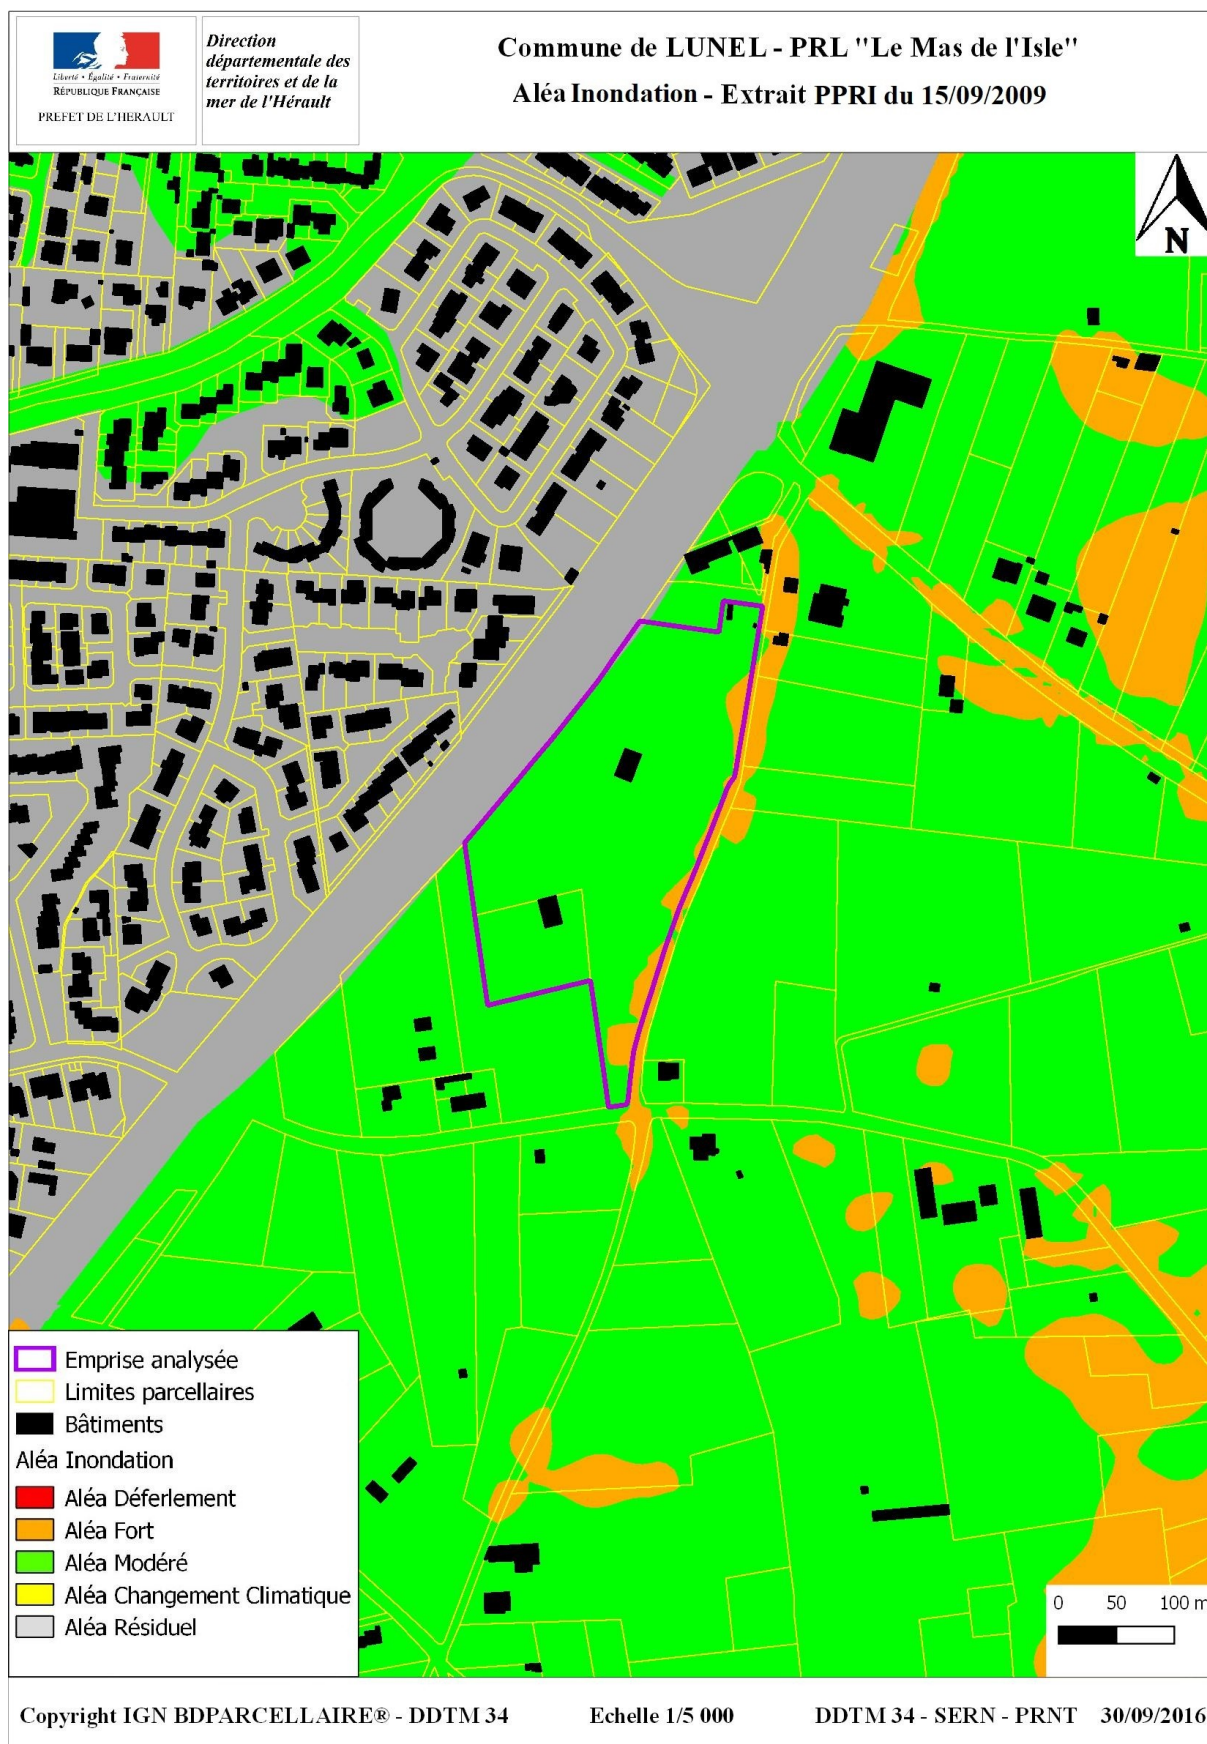 Liberté • Égalité • Fraternité
RÉPUBLIQUE FRANÇAISE
PREFET DE L'HERAULT
Direction
départementale des
territoires et de la
mer de l'Hérault
Commune de LUNEL - PRL "Le Mas de l'Isle"
Aléa Inondation - Extrait PPRI du 15/09/2009
N
Emprise analysée
Limites parcellaires
Bâtiments
Aléa Inondation
Aléa Déferlement
Aléa Fort
Aléa Modéré
Aléa Changement Climatique
Aléa Résiduel
0 50 100 m
Copyright IGN BDPARCELLAIRE® - DDTM 34 Echelle 1/5 000 DDTM 34 - SERN - PRNT 30/09/2016